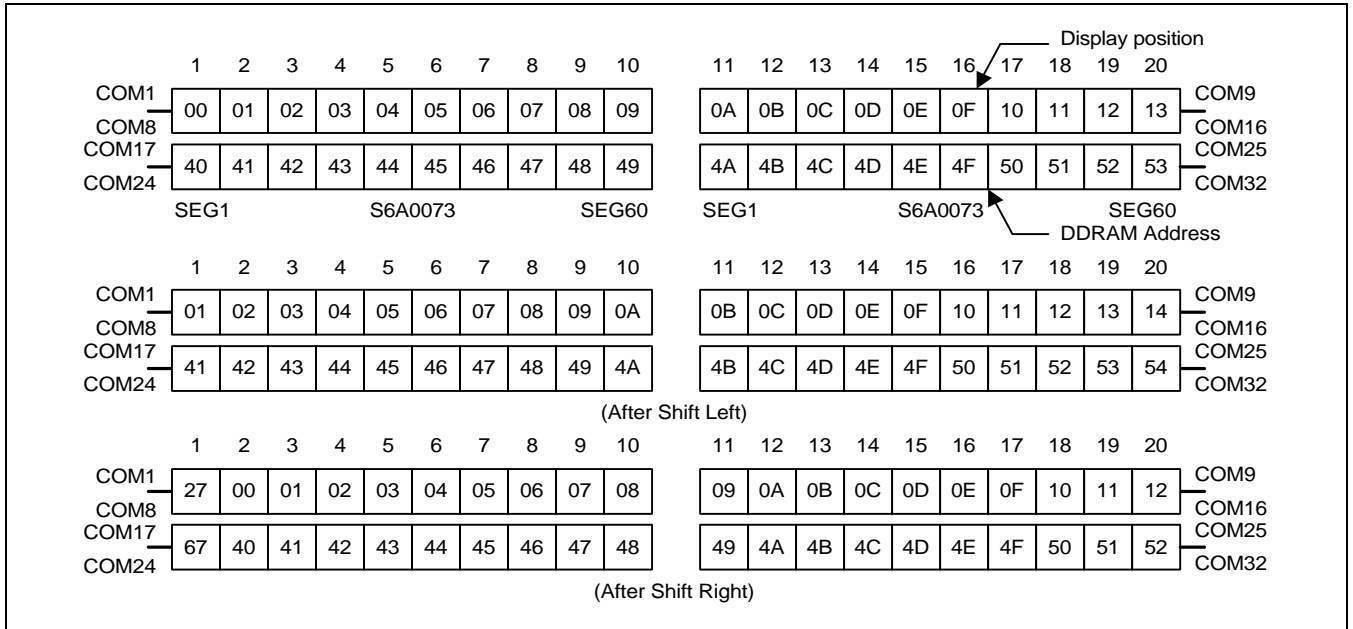 Display position
1 2 3 4 5 6 7 8 9 10 11 12 13 14 15 16 17 18 19 20
COM1 COM9
00 01 02 03 04 05 06 07 08 09 0A 0B 0C 0D 0E 0F 10 11 12 13
COM8 COM16
COM17 COM25
40 41 42 43 44 45 46 47 48 49 4A 4B 4C 4D 4E 4F 50 51 52 53
COM24 COM32
SEG1 S6A0073 SEG60 SEG1 S6A0073 SEG60
DDRAM Address
1 2 3 4 5 6 7 8 9 10 11 12 13 14 15 16 17 18 19 20
COM1 COM9
01 02 03 04 05 06 07 08 09 0A 0B 0C 0D 0E 0F 10 11 12 13 14
COM8 COM16
COM17 COM25
41 42 43 44 45 46 47 48 49 4A 4B 4C 4D 4E 4F 50 51 52 53 54
COM24 COM32
(After Shift Left)
1 2 3 4 5 6 7 8 9 10 11 12 13 14 15 16 17 18 19 20
COM1 COM9
27 00 01 02 03 04 05 06 07 08 09 0A 0B 0C 0D 0E 0F 10 11 12
COM8 COM16
COM17 COM25
67 40 41 42 43 44 45 46 47 48 49 4A 4B 4C 4D 4E 4F 50 51 52
COM24 COM32
(After Shift Right)